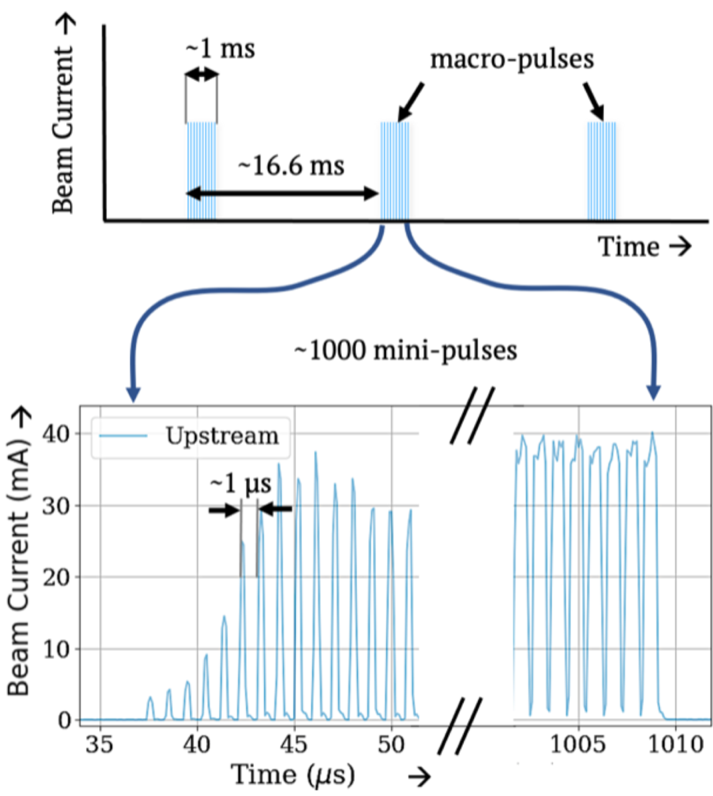 Beam Current →
~1 ms
macro-pulses
~16.6 ms
Time →
~1000 mini-pulses
Beam Current (mA) →
Upstream
~1 μs
40
30
20
10
0
35 40 45 50 1005 1010
Time (μs) →